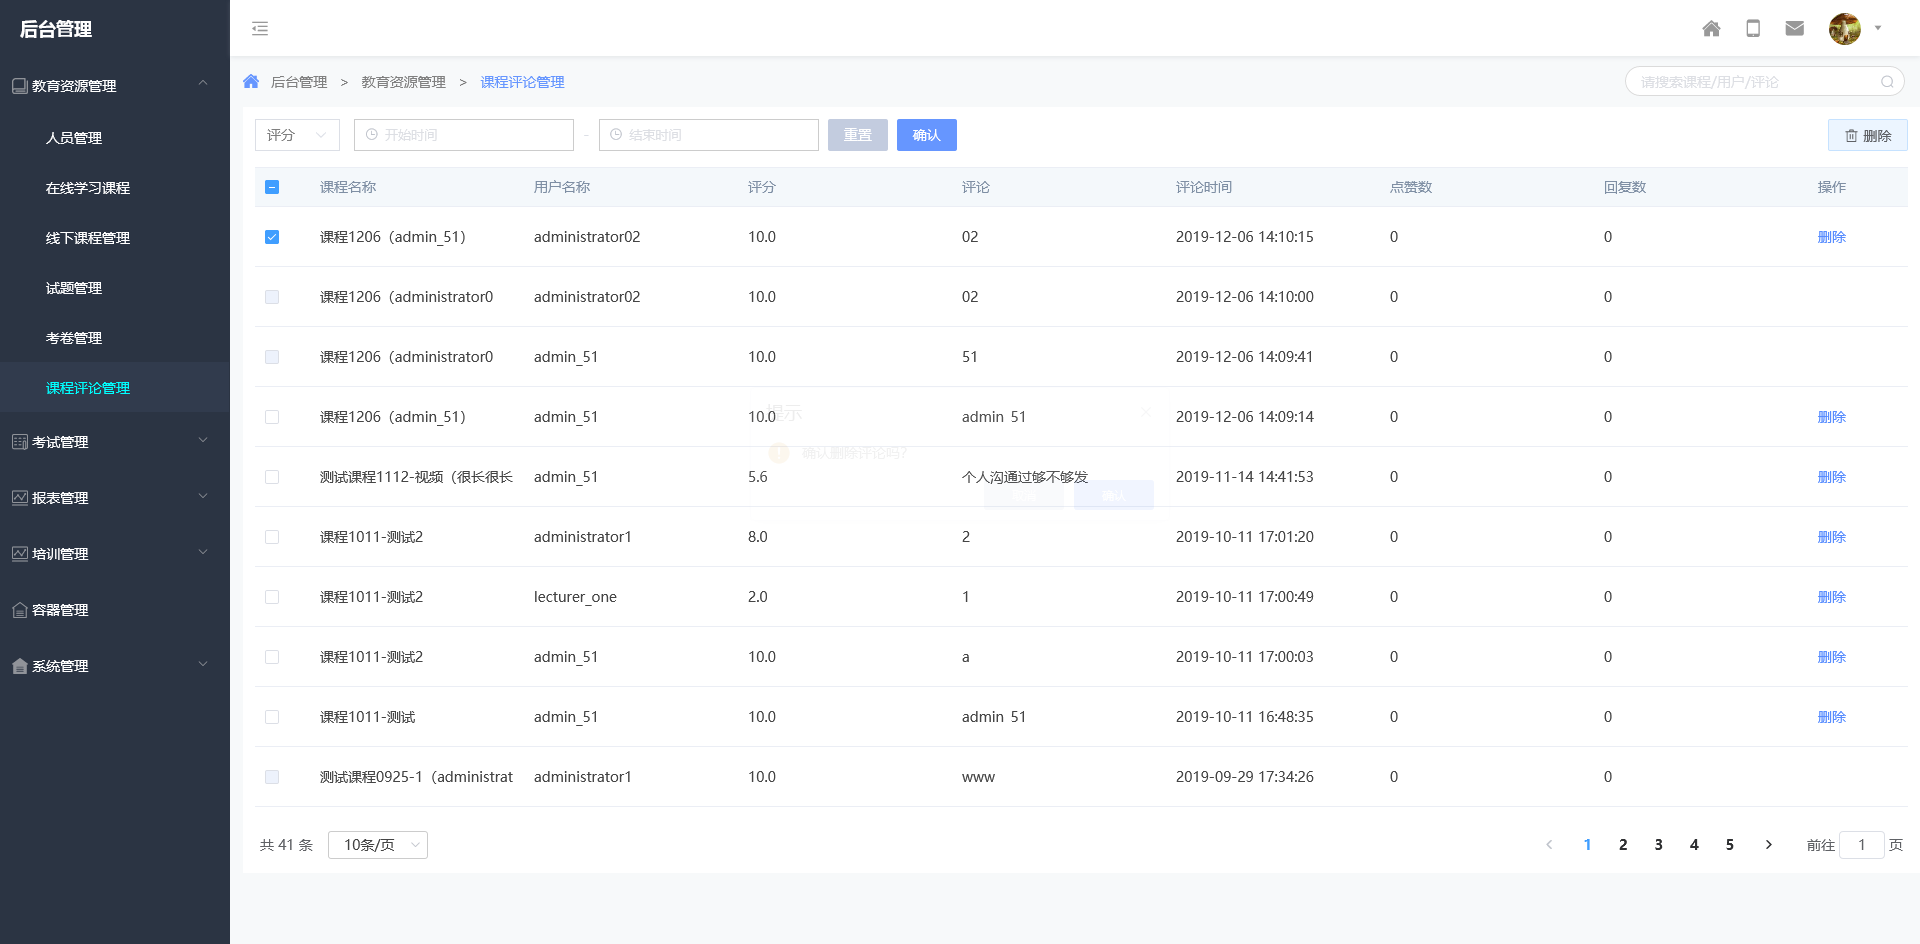 后台管理
教育资源管理
人员管理
在线学习课程
线下课程管理
试题管理
考卷管理
课程评论管理
考试管理
报表管理
培训管理
容器管理
系统管理
后台管理 > 教育资源管理 > 课程评论管理
请搜索课程/用户/评论
评分 开始时间 - 结束时间 重置 确认 删除
课程名称 用户名称 评分 评论 评论时间 点赞数 回复数 操作
课程1206（admin_51） administrator02 10.0 02 2019-12-06 14:10:15 0 0 删除
课程1206（administrator0 administrator02 10.0 02 2019-12-06 14:10:00 0 0
课程1206（administrator0 admin_51 10.0 51 2019-12-06 14:09:41 0 0
课程1206（admin_51） admin_51 10.0 admin 51 2019-12-06 14:09:14 0 0 删除
提示
确认删除评论吗?
测试课程1112-视频（很长很长 admin_51 5.6 个人沟通过够不够发 2019-11-14 14:41:53 0 0 删除
确认
课程1011-测试2 administrator1 8.0 2 2019-10-11 17:01:20 0 0 删除
课程1011-测试2 lecturer_one 2.0 1 2019-10-11 17:00:49 0 0 删除
课程1011-测试2 admin_51 10.0 a 2019-10-11 17:00:03 0 0 删除
课程1011-测试 admin_51 10.0 admin 51 2019-10-11 16:48:35 0 0 删除
测试课程0925-1（administrat administrator1 10.0 www 2019-09-29 17:34:26 0 0
共 41 条 10条/页 1 2 3 4 5 前往 1 页